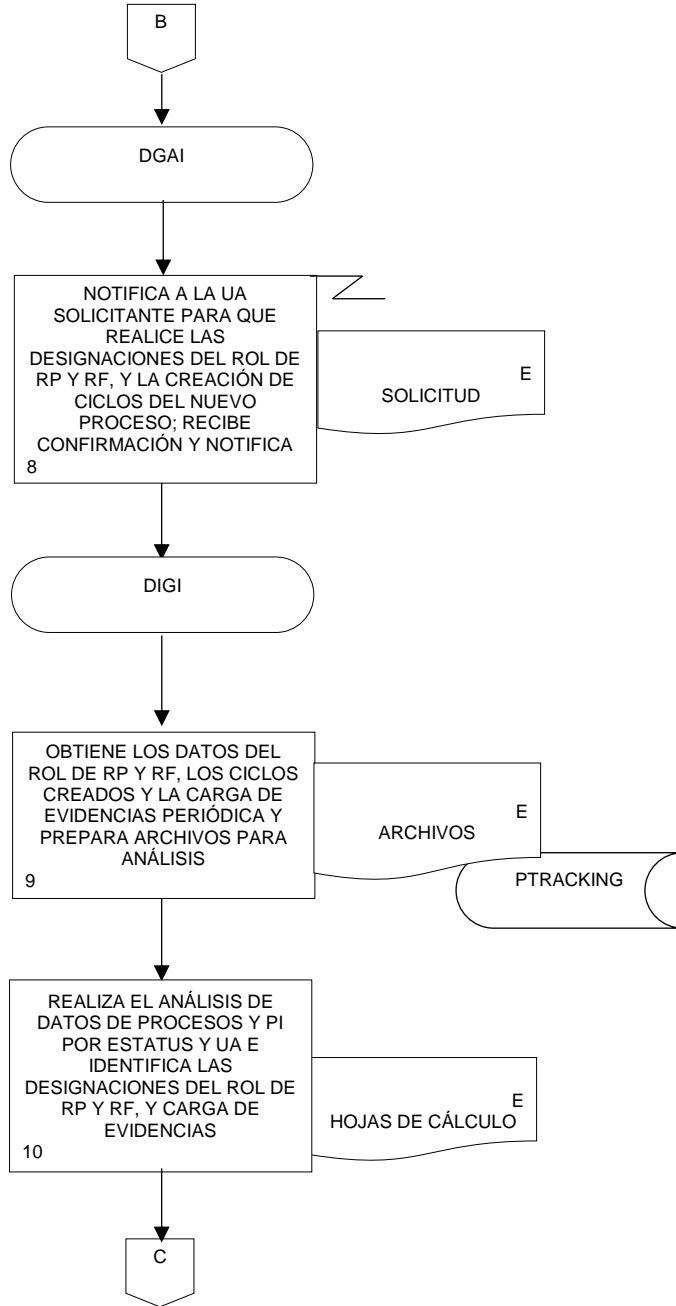 B
DGAI
NOTIFICA A LA UA
SOLICITANTE PARA QUE
REALICE LAS
DESIGNACIONES DEL ROL DE
RP Y RF, Y LA CREACIÓN DE
CICLOS DEL NUEVO
PROCESO; RECIBE
CONFIRMACIÓN Y NOTIFICA
8
E
SOLICITUD
DIGI
OBTIENE LOS DATOS DEL
ROL DE RP Y RF, LOS CICLOS
CREADOS Y LA CARGA DE
EVIDENCIAS PERIÓDICA Y
PREPARA ARCHIVOS PARA
ANÁLISIS
9
E
ARCHIVOS
PTRACKING
REALIZA EL ANÁLISIS DE
DATOS DE PROCESOS Y PI
POR ESTATUS Y UA E
IDENTIFICA LAS
DESIGNACIONES DEL ROL DE
RP Y RF, Y CARGA DE
EVIDENCIAS
10
E
HOJAS DE CÁLCULO
C